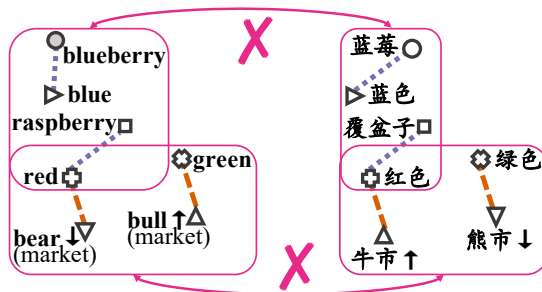 blueberry
blue
raspberry
red
green
bear ↓
(market)
bull ↑
(market)
蓝莓
蓝色
覆盆子
红色
绿色
牛市 ↑
熊市 ↓